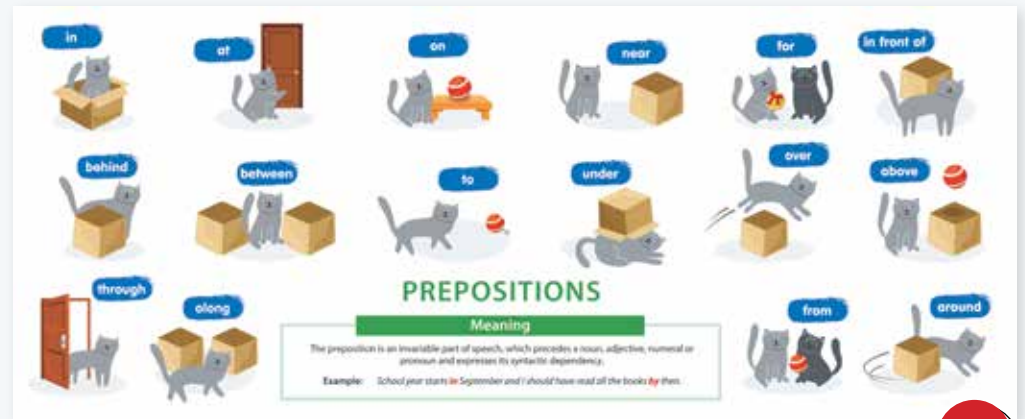 in
at
on
near
for
in front of
behind
between
to
under
over
above
through
along
from
around
PREPOSITIONS
Meaning
The preposition is an invariable part of speech, which precedes a noun, adjective, numeral or
pronoun and expresses its syntactic dependency.
Example: School year starts in September and I should have read all the books by then.